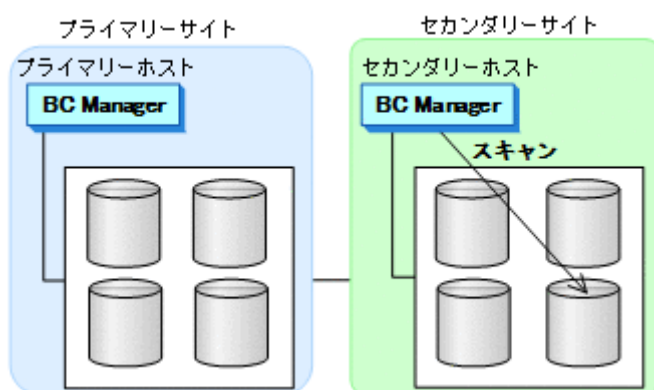 プライマリーサイト
セカンダリーサイト
プライマリーホスト
セカンダリーホスト
BC Manager
BC Manager
スキャン